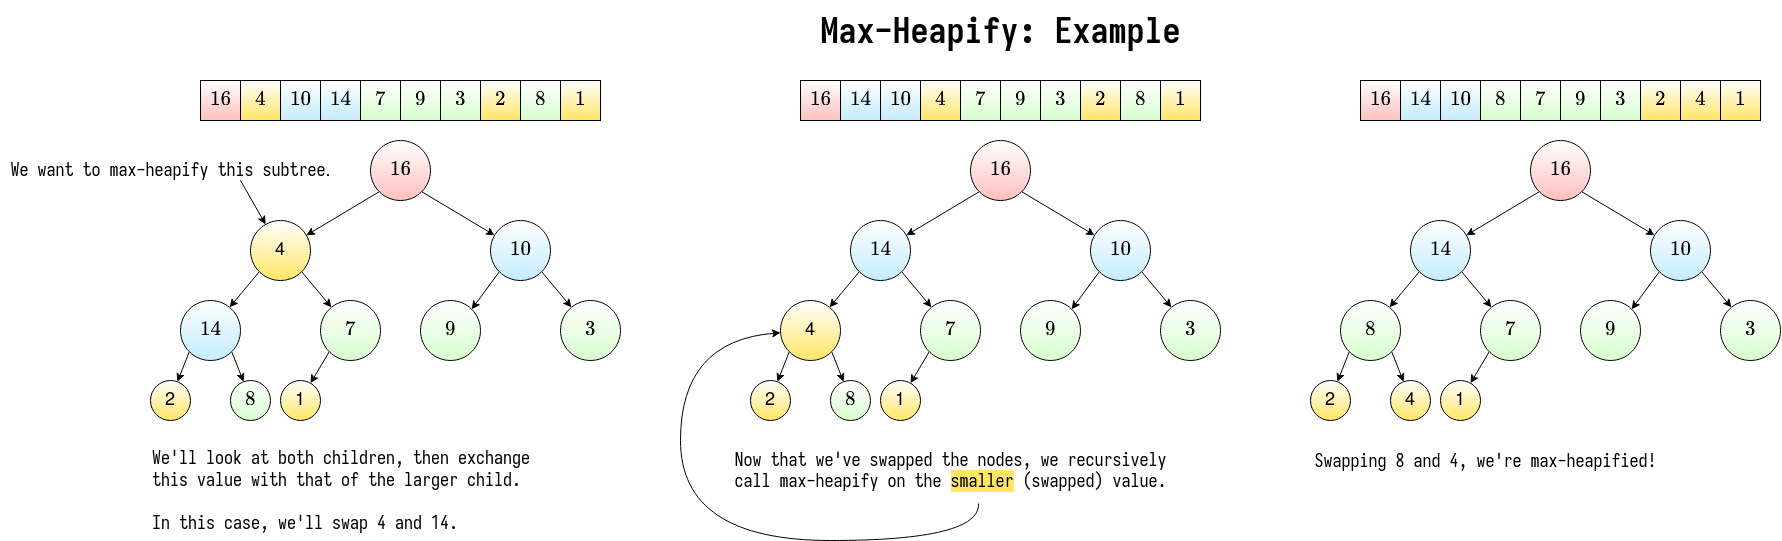 Max-Heapify: Example
16 4 10 14 7 9 3 2 8 1
We want to max-heapify this subtree.
16
4 10
14 7 9 3
2 8 1
We'll look at both children, then exchange
this value with that of the larger child.
In this case, we'll swap 4 and 14.
16 14 10 4 7 9 3 2 8 1
16
14 10
4 7 9 3
2 8 1
Now that we've swapped the nodes, we recursively
call max-heapify on the smaller (swapped) value.
16 14 10 8 7 9 3 2 4 1
16
14 10
8 7 9 3
2 4 1
Swapping 8 and 4, we're max-heapified!